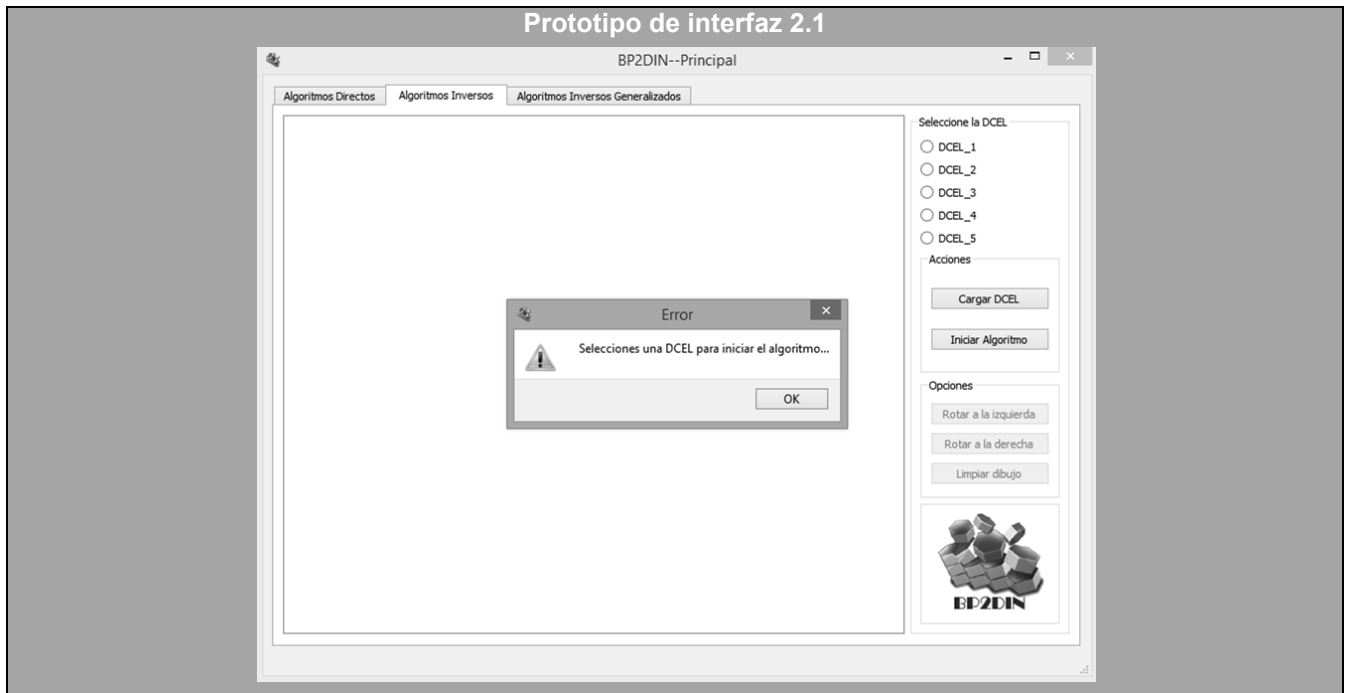 Prototipo de interfaz 2.1
BP2DIN--Principal
Algoritmos Directos
Algoritmos Inversos
Algoritmos Inversos Generalizados
Seleccione la DCEL
DCEL_1
DCEL_2
DCEL_3
DCEL_4
DCEL_5
Acciones
Cargar DCEL
Iniciar Algoritmo
Error
Selecciones una DCEL para iniciar el algoritmo...
OK
Opciones
Rotar a la izquierda
Rotar a la derecha
Limpiar dibujo
BP2DIN